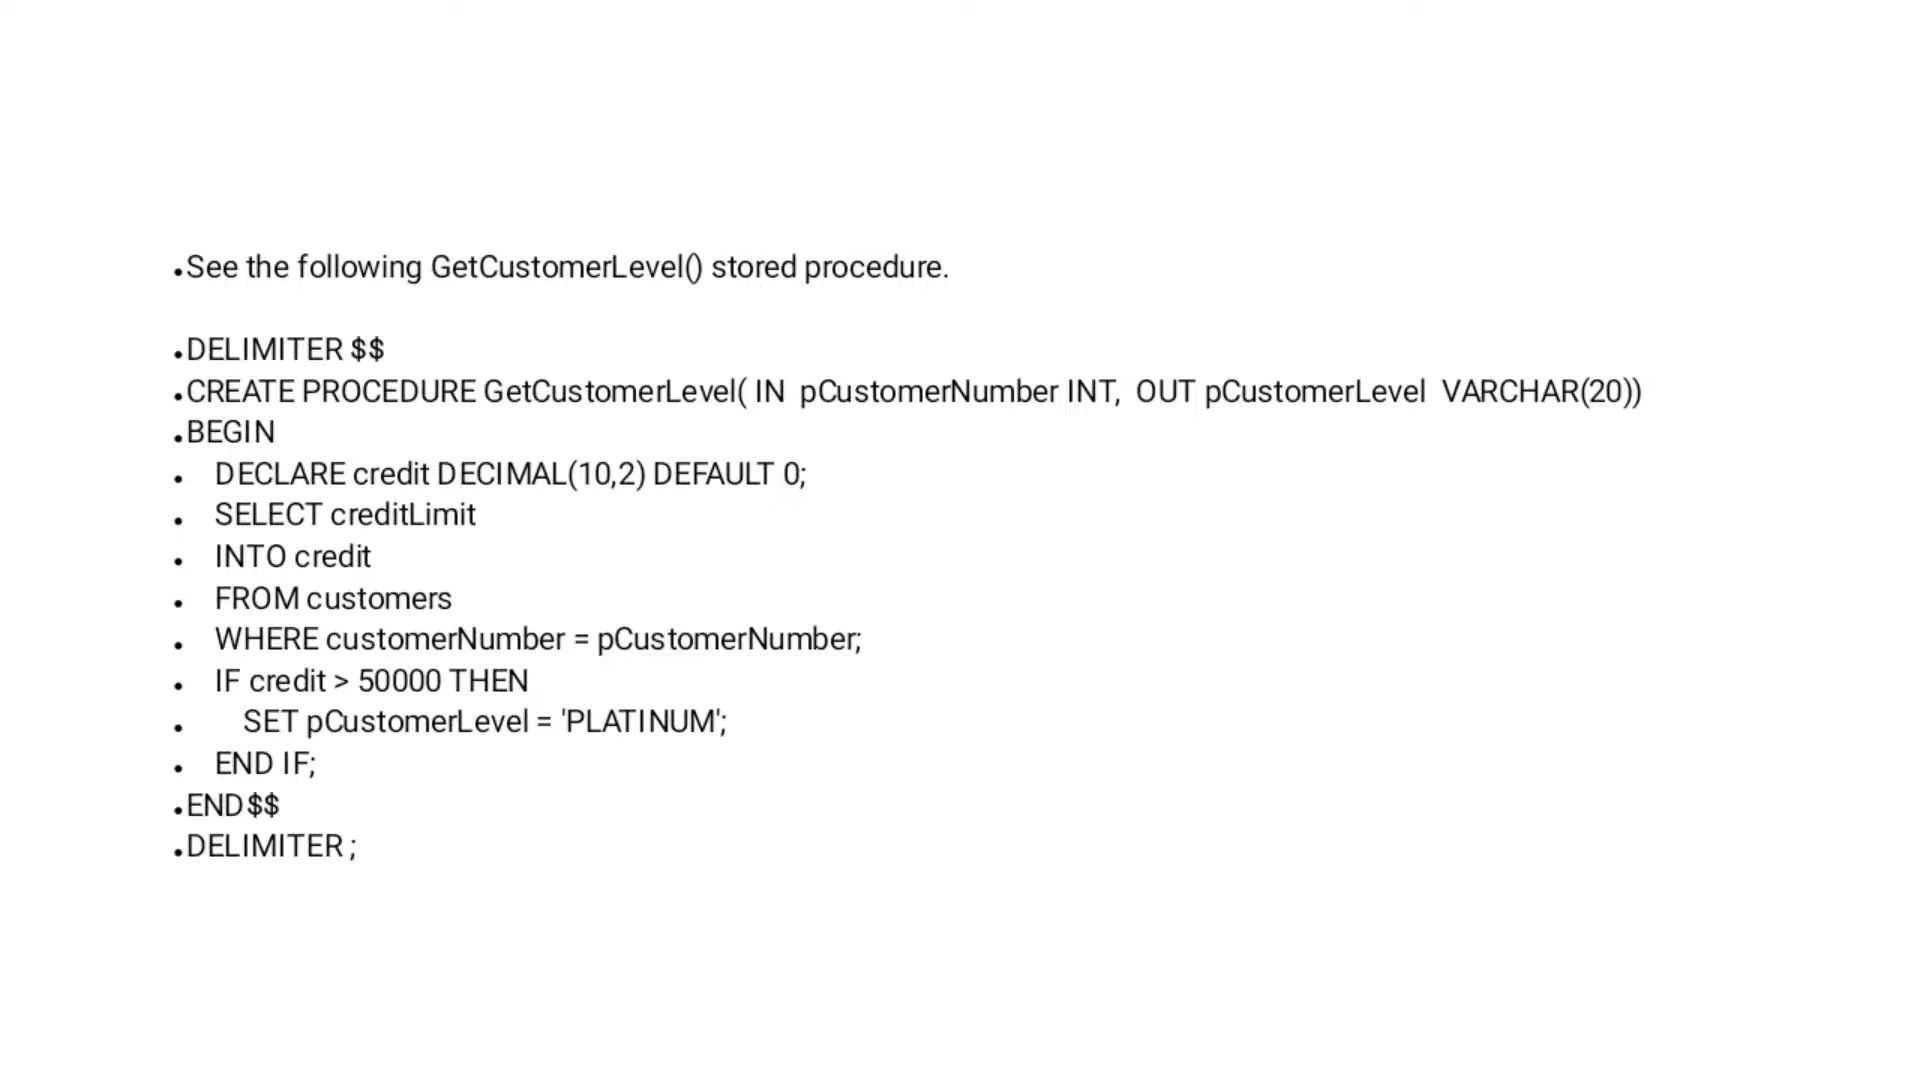 •See the following GetCustomerLevel() stored procedure.
•DELIMITER $$
•CREATE PROCEDURE GetCustomerLevel( IN  pCustomerNumber INT,  OUT pCustomerLevel  VARCHAR(20))
•BEGIN
•    DECLARE credit DECIMAL(10,2) DEFAULT 0;
•    SELECT creditLimit
•    INTO credit
•    FROM customers
•    WHERE customerNumber = pCustomerNumber;
•    IF credit > 50000 THEN
•        SET pCustomerLevel = 'PLATINUM';
•    END IF;
•END$$
•DELIMITER ;